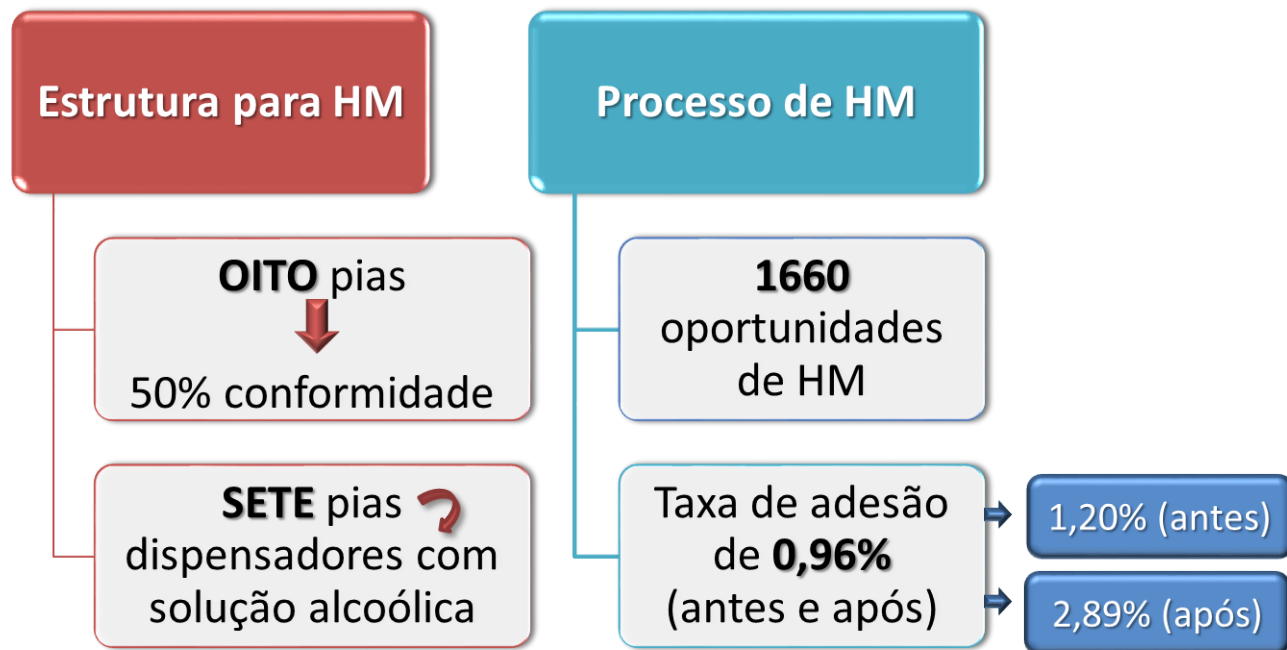 Estrutura para HM
OITO pias
50% conformidade
SETE pias
dispensadores com
solução alcoólica
Processo de HM
1660
oportunidades
de HM
Taxa de adesão
de 0,96%
(antes e após)
1,20% (antes)
2,89% (após)